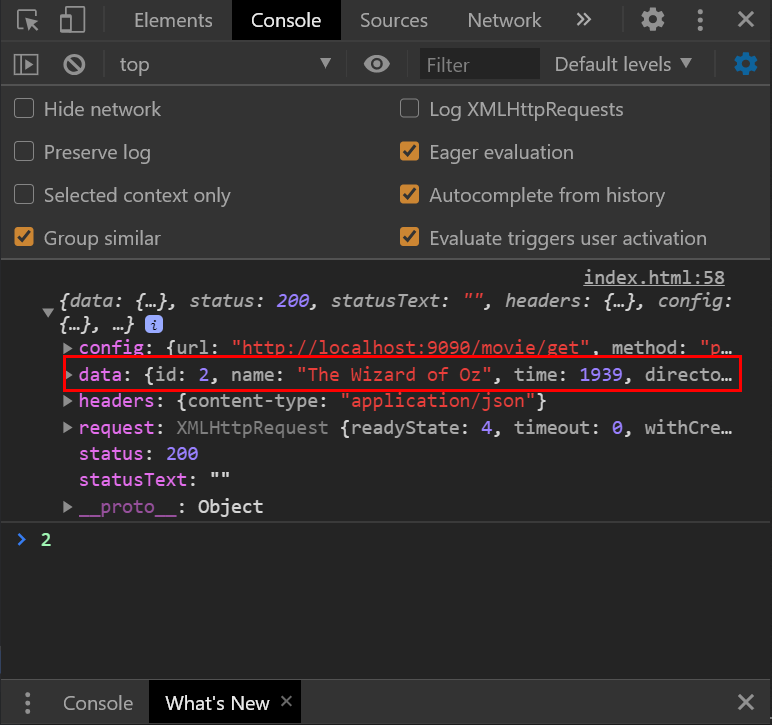 Elements Console Sources Network »
top ▼ Filter Default levels ▼
Hide network Log XMLHttpRequests
Preserve log Eager evaluation
Selected context only Autocomplete from history
Group similar Evaluate triggers user activation
index.html:58
{data: {…}, status: 200, statusText: "", headers: {…}, config:
{…}, …} i
config: {url: "http://localhost:9090/movie/get", method: "p…
data: {id: 2, name: "The Wizard of Oz", time: 1939, directo…
headers: {content-type: "application/json"}
request: XMLHttpRequest {readyState: 4, timeout: 0, withCre…
status: 200
statusText: ""
__proto__: Object
> 2
Console What's New ×